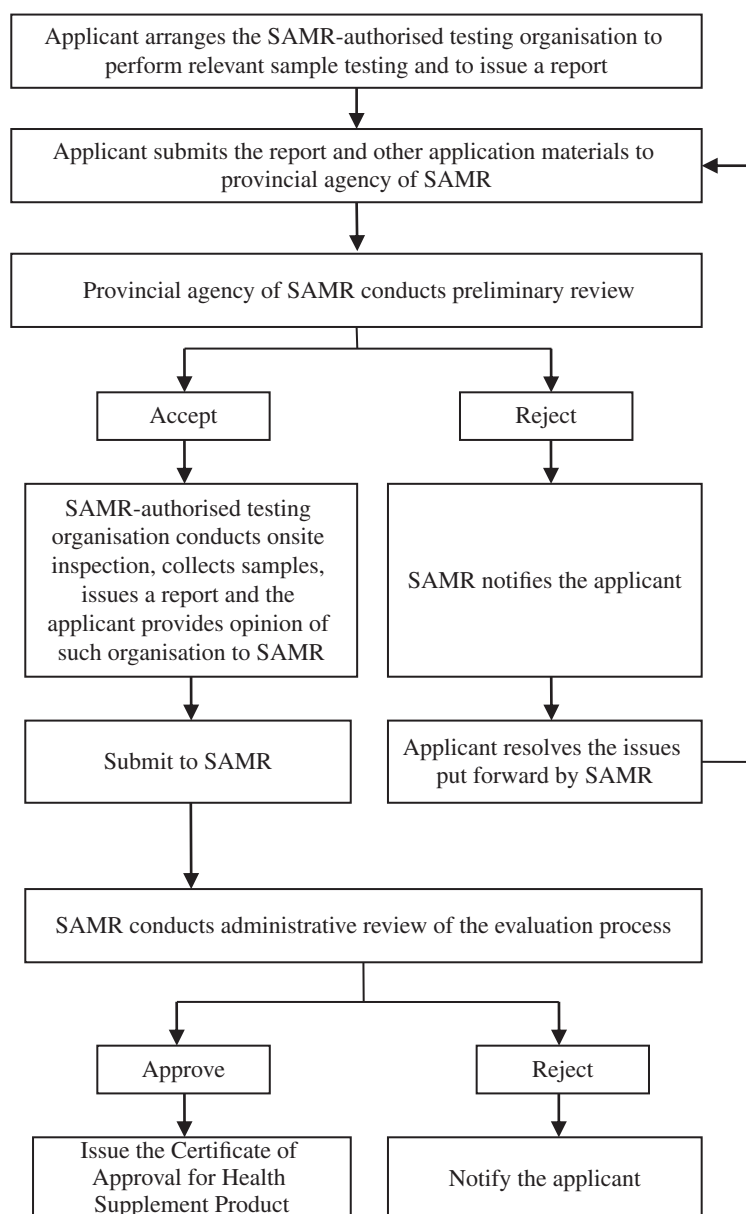 Applicant arranges the SAMR-authorised testing organisation to
perform relevant sample testing and to issue a report
Applicant submits the report and other application materials to
provincial agency of SAMR
Provincial agency of SAMR conducts preliminary review
Accept
Reject
SAMR-authorised testing
organisation conducts onsite
inspection, collects samples,
issues a report and the
applicant provides opinion of
such organisation to SAMR
SAMR notifies the applicant
Submit to SAMR
Applicant resolves the issues
put forward by SAMR
SAMR conducts administrative review of the evaluation process
Approve
Reject
Issue the Certificate of
Approval for Health
Supplement Product
Notify the applicant